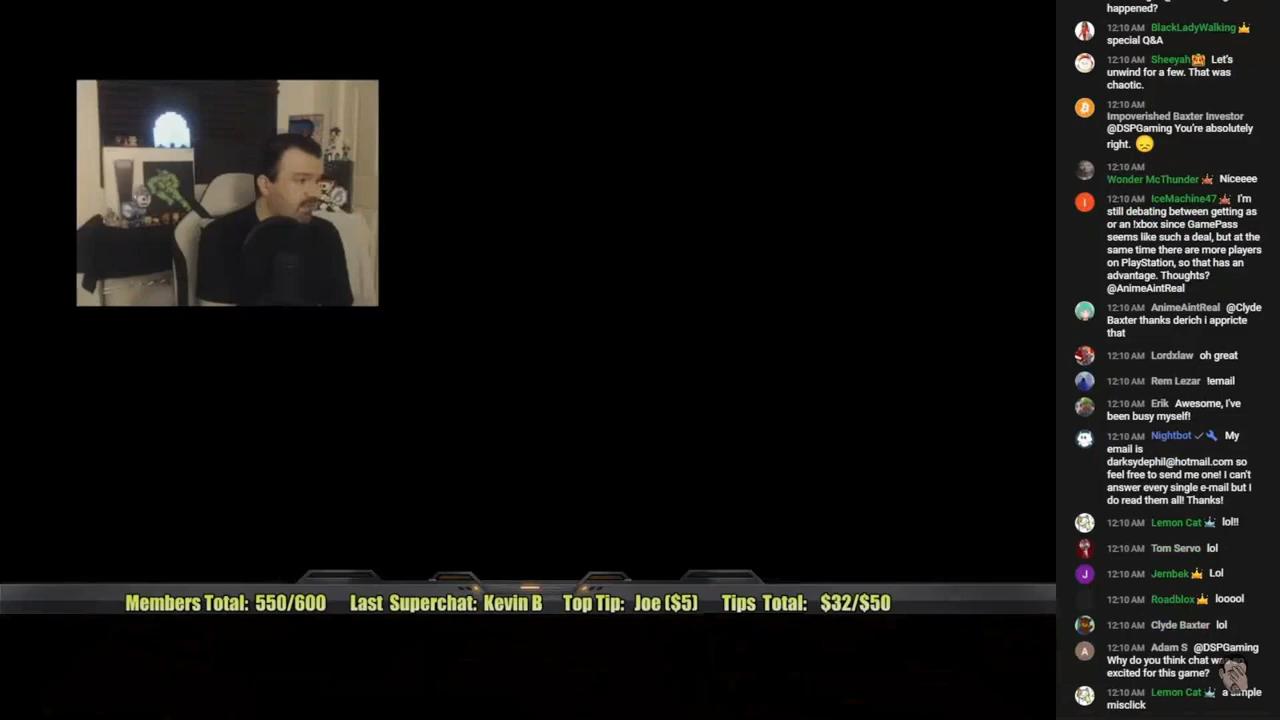 happened?
12:10 AM BlackLadyWalking
special Q&A
12:10 AM Sheeyah Let's
unwind for a few. That was
chaotic.
12:10 AM
Impoverished Baxter Investor
@DSPGaming You're absolutely
right.
12:10 AM
Wonder McThunder Niceeee
12:10 AM IceMachine47 I'm
still debating between getting as
or an !xbox since GamePass
seems like such a deal, but at the
same time there are more players
on PlayStation, so that has an
advantage. Thoughts?
@AnimeAintReal
12:10 AM AnimeAintReal @Clyde
Baxter thanks derich i appricte
that
12:10 AM Lordxlaw oh great
12:10 AM Rem Lezar !email
12:10 AM Erik Awesome, I've
been busy myself!
12:10 AM Nightbot My
email is
darksydephil@hotmail.com so
feel free to send me one! I can't
answer every single e-mail but I
do read them all! Thanks!
12:10 AM Lemon Cat lol!!
12:10 AM Tom Servo lol
12:10 AM Jernbek Lol
12:10 AM Roadblox looool
12:10 AM Clyde Baxter lol
12:10 AM Adam S @DSPGaming
Why do you think chat
excited for this game?
12:10 AM Lemon Cat a simple
misclick
Members Total: 550/600 Last Superchat: Kevin B Top Tip: Joe ($5) Tips Total: $32/$50